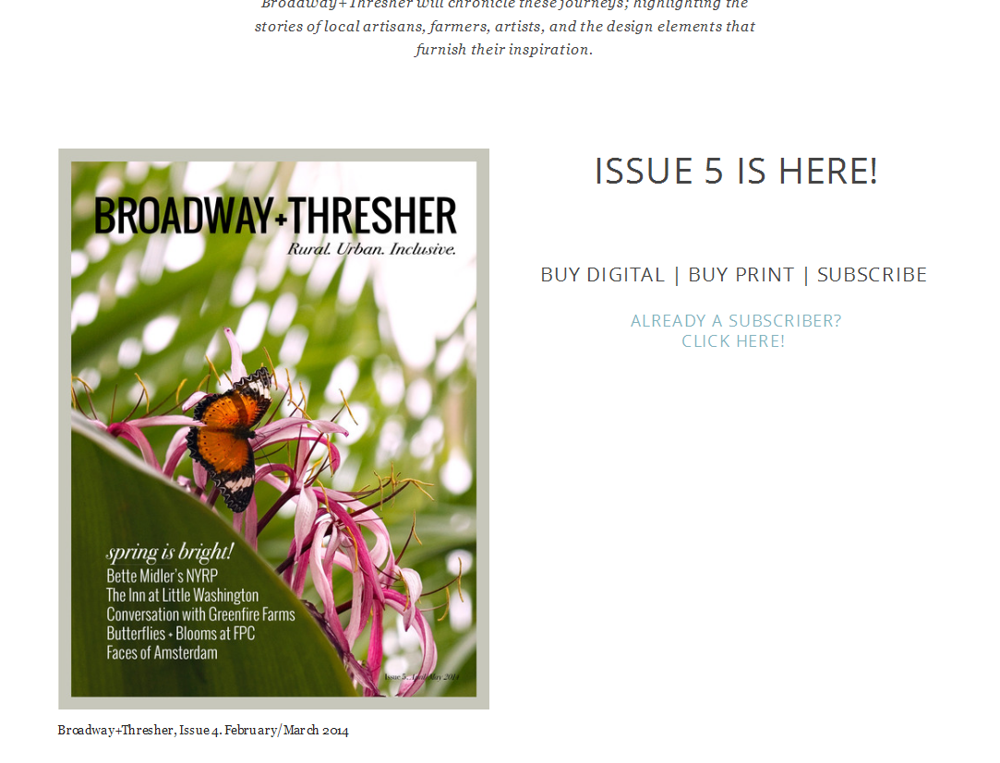 Broadway+Thresher will chronicle these journeys; highlighting the
stories of local artisans, farmers, artists, and the design elements that
furnish their inspiration.
ISSUE 5 IS HERE!
BUY DIGITAL | BUY PRINT | SUBSCRIBE
ALREADY A SUBSCRIBER?
CLICK HERE!
BROADWAY+THRESHER
Rural. Urban. Inclusive.
spring is bright!
Bette Midler's NYRP
The Inn at Little Washington
Conversation with Greenfire Farms
Butterflies + Blooms at FPC
Faces of Amsterdam
Issue 5. April/May 2014
Broadway+Thresher, Issue 4. February/March 2014